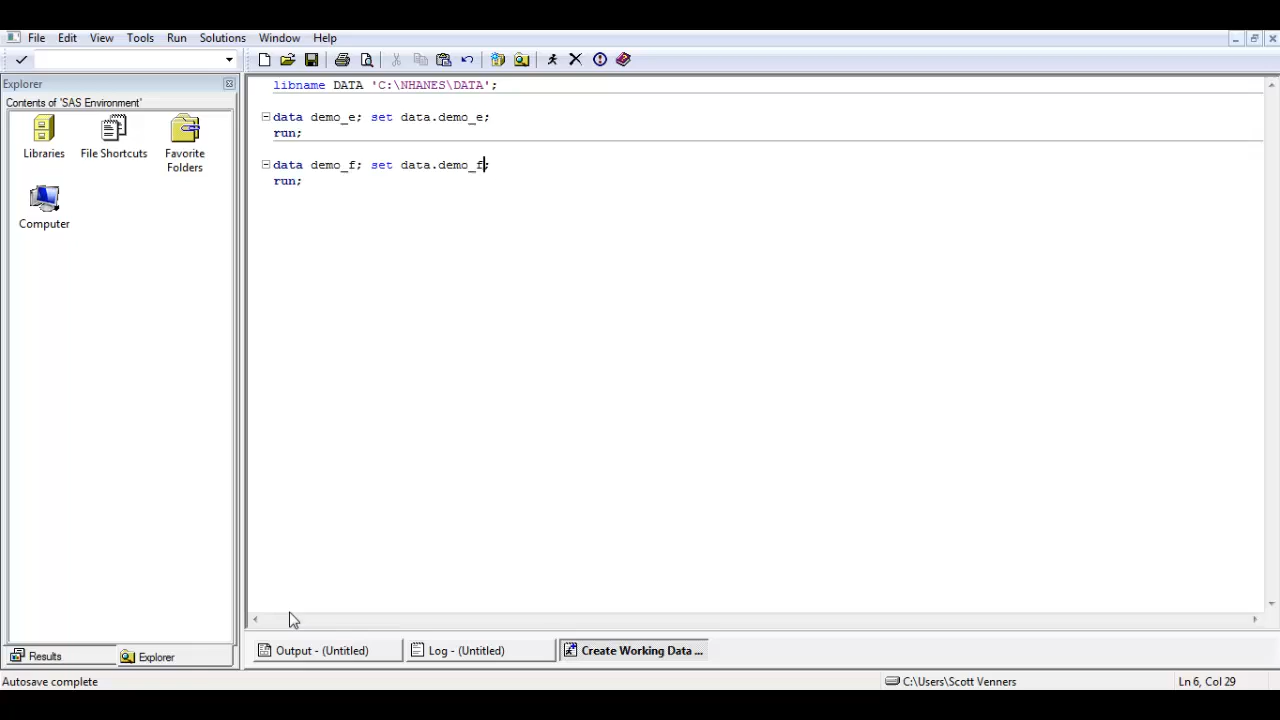 File Edit View Tools Run Solutions Window Help
Explorer
Contents of 'SAS Environment'
Libraries File Shortcuts Favorite Folders
Computer
libname DATA 'C:\NHANES\DATA';
data demo_e; set data.demo_e;
run;
data demo_f; set data.demo_f;
run;
Results Explorer
Output - (Untitled) Log - (Untitled) Create Working Data ...
Autosave complete C:\Users\Scott Venners Ln 6, Col 29